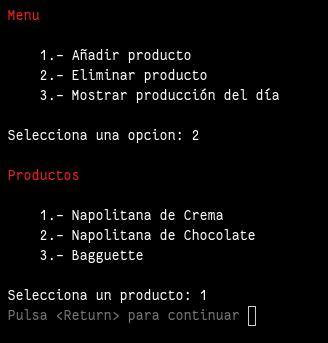 Menu
1.- Añadir producto
2.- Eliminar producto
3.- Mostrar producción del día
Selecciona una opcion: 2
Productos
1.- Napolitana de Crema
2.- Napolitana de Chocolate
3.- Bagguette
Selecciona un producto: 1
Pulsa <Return> para continuar